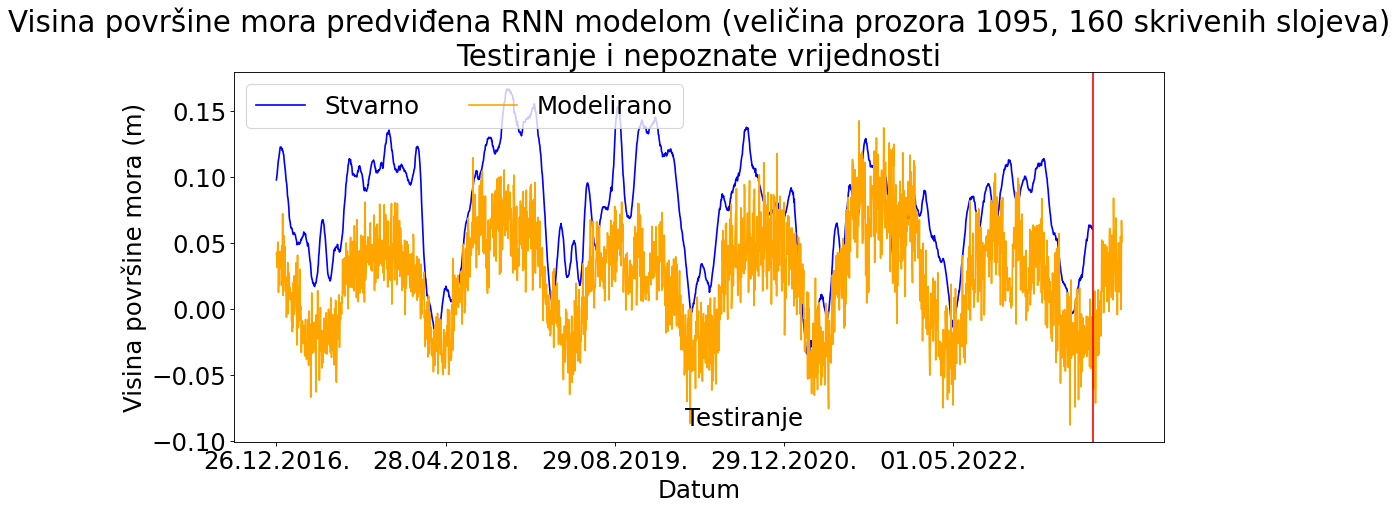 Visina površine mora predviđena RNN modelom (veličina prozora 1095, 160 skrivenih slojeva)
Testiranje i nepoznate vrijednosti
Stvarno
Modelirano
Visina površine mora (m)
0.15
0.10
0.05
0.00
−0.05
−0.10
Testiranje
26.12.2016.
28.04.2018.
29.08.2019.
29.12.2020.
01.05.2022.
Datum